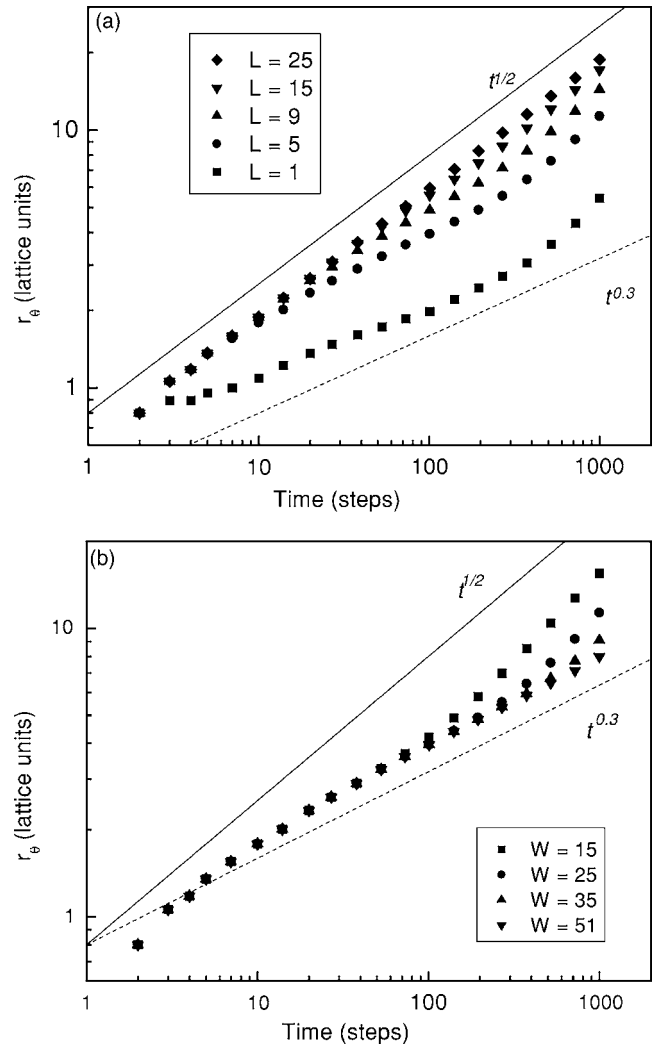 (a)
L = 25
L = 15
L = 9
L = 5
L = 1
t^{1/2}
t^{0.3}
10
1
r_θ (lattice units)
1
10
100
1000
Time (steps)
(b)
t^{1/2}
t^{0.3}
10
1
r_θ (lattice units)
W = 15
W = 25
W = 35
W = 51
1
10
100
1000
Time (steps)